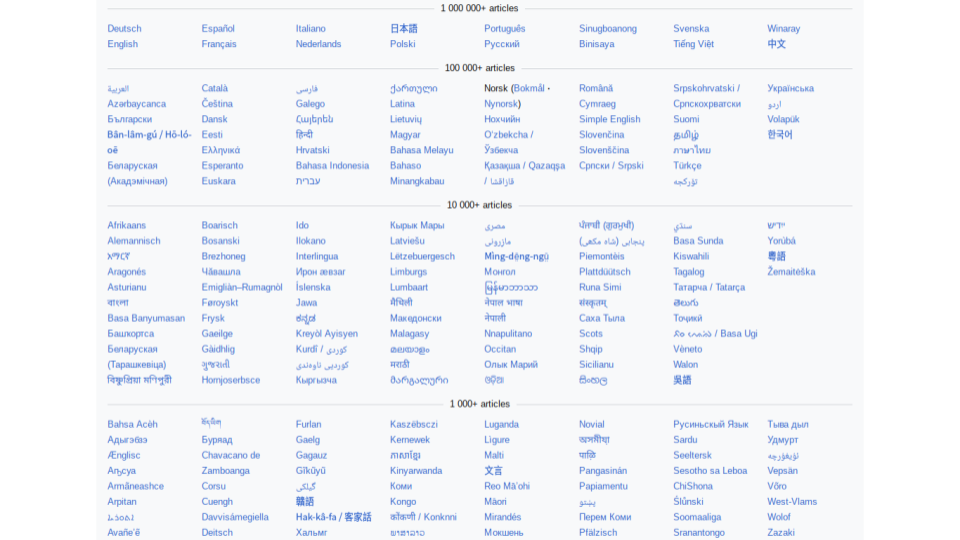 1 000 000+ articles
Deutsch
English
Español
Français
Italiano
Nederlands
日本語
Polski
Português
Русский
Sinugboanong
Binisaya
Svenska
Tiếng Việt
Winaray
中文
100 000+ articles
العربية
Azərbaycanca
Български
Bân-lâm-gú / Hō-ló-
oē
Беларуская
(Акадэмічная)
Català
Čeština
Dansk
Eesti
Ελληνικά
Esperanto
Euskara
فارسی
Galego
Հայերեն
हिन्दी
Hrvatski
Bahasa Indonesia
עברית
ქართული
Latina
Lietuvių
Magyar
Bahasa Melayu
Bahaso
Minangkabau
Norsk (Bokmål ·
Nynorsk)
Нохчийн
O'zbekcha /
Ўзбекча
Қазақша / Qazaqşa
/ قازاقشا
Română
Cymraeg
Simple English
Slovenčina
Slovenščina
Српски / Srpski
Srpskohrvatski /
Српскохрватски
Suomi
தமிழ்
ภาษาไทย
Türkçe
تۆرکجه
Українська
اردو
Volapük
한국어
10 000+ articles
Afrikaans
Alemannisch
አማርኛ
Aragonés
Asturianu
বাংলা
Basa Banyumasan
Башҡортса
Беларуская
(Тарашкевіца)
বিষ্ণুপ্রিয়া মণিপুরী
Boarisch
Bosanski
Brezhoneg
Чӑвашла
Emigliàn–Rumagnòl
Føroyskt
Frysk
Gaeilge
Gàidhlig
ગુજરાતી
Hornjoserbsce
Ido
Ilokano
Interlingua
Ирон æвзаг
Íslenska
Jawa
ಕನ್ನಡ
Kreyòl Ayisyen
Kurdî / كوردی
کوردیی ناوەندی
Кыргызча
Кырык Мары
Latviešu
Lëtzebuergesch
Limburgs
Lumbaart
मैथिली
Македонски
Malagasy
മലയാളം
मराठी
მარგალური
مصرى
مازِرونی
Mìng-dĕ̤ng-ngṳ̄
Монгол
မြန်မာဘာသာ
नेपाल भाषा
नेपाली
Nnapulitano
Occitan
Олык Марий
ଓଡ଼ିଆ
ਪੰਜਾਬੀ (ਗੁਰਮੁਖੀ)
پنجابی (شاہ مکھی)
Piemontèis
Plattdüütsch
Runa Simi
संस्कृतम्
Саха Тыла
Scots
Shqip
Sicilianu
සිංහල
سنڌي
Basa Sunda
Kiswahili
Tagalog
Татарча / Tatarça
తెలుగు
Тоҷикӣ
ᨅᨔ ᨕᨙᨁᨗ / Basa Ugi
Vèneto
Walon
吳語
ייִדיש
Yorùbá
粵語
Žemaitėška
1 000+ articles
Bahsa Acèh
Адыгэбзэ
Ænglisc
Аҧсуа
Armãneashce
Arpitan
ܐܬܘܪܝܐ
Avañe'ẽ
རྫོང་ཁ
Буряад
Chavacano de
Zamboanga
Corsu
Cuengh
Davvisámegiella
Deitsch
Furlan
Gaelg
Gagauz
Gĩkũyũ
گیلکی
贛語
Hak-kâ-fa / 客家話
Хальмг
Kaszëbsczi
Kernewek
ភាសាខ្មែរ
Kinyarwanda
Коми
Kongo
कोंकणी / Konknni
ພາສາລາວ
Luganda
Lìgure
Malti
文言
Reo Mā'ohi
Māori
Mirandés
Мокшень
Novial
অসমীযা়
पाळि
Pangasinán
Papiamentu
پښتو
Перем Коми
Pfälzisch
Русиньскый Язык
Sardu
Seeltersk
Sesotho sa Leboa
ChiShona
Ślůnski
Soomaaliga
Sranantongo
Тыва дыл
Удмурт
ئۇيغۇرچه
Vepsän
Võro
West-Vlams
Wolof
Zazaki